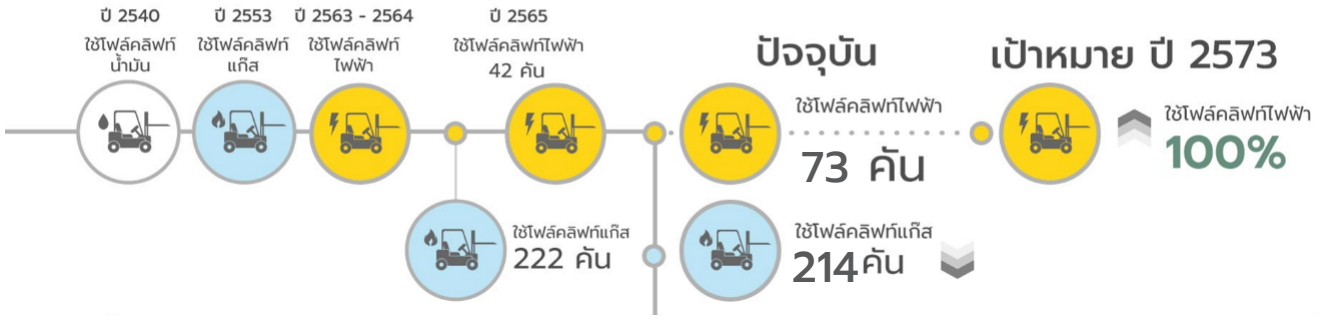 ปี 2540
ใช้โฟล์คลิฟท์
น้ำมัน
ปี 2553
ใช้โฟล์คลิฟท์
แก๊ส
ปี 2563 - 2564
ใช้โฟล์คลิฟท์
ไฟฟ้า
ปี 2565
ใช้โฟล์คลิฟท์ไฟฟ้า
42 คัน
ใช้โฟล์คลิฟท์แก๊ส
222 คัน
ปัจจุบัน
ใช้โฟล์คลิฟท์ไฟฟ้า
73 คัน
ใช้โฟล์คลิฟท์แก๊ส
214 คัน
เป้าหมาย ปี 2573
ใช้โฟล์คลิฟท์ไฟฟ้า
100%